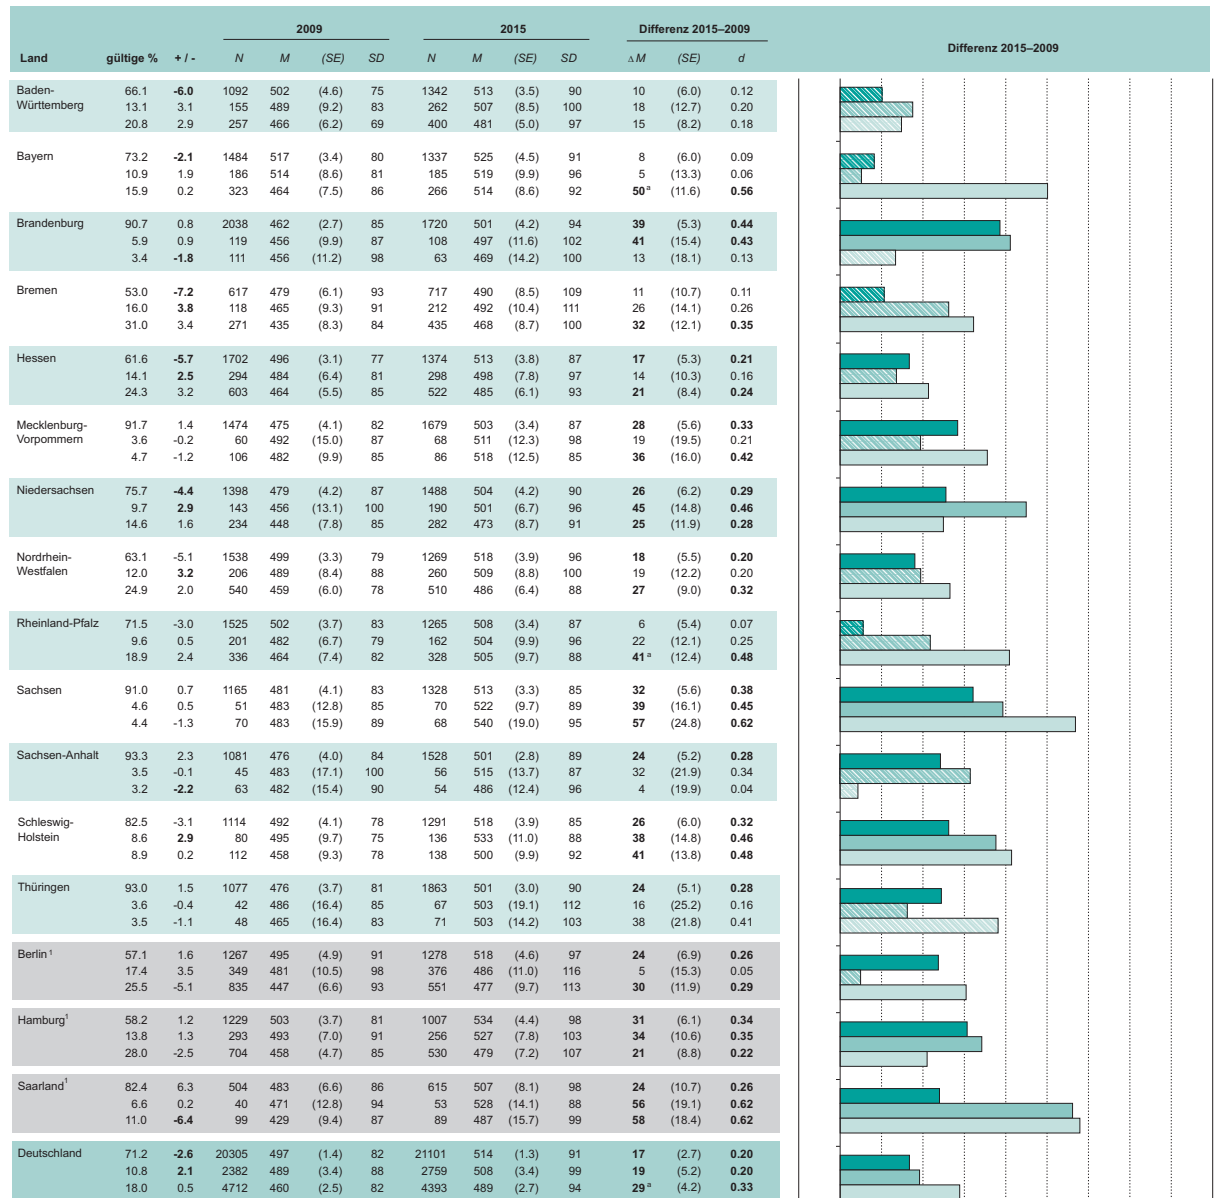 2009 2015 Differenz 2015–2009 Differenz 2015–2009
Land gültige % + / - N M (SE) SD N M (SE) SD Δ M (SE) d
Baden- 66.1 -6.0 1092 502 (4.6) 75 1342 513 (3.5) 90 10 (6.0) 0.12
Württemberg 13.1 3.1 155 489 (9.2) 83 262 507 (8.5) 100 18 (12.7) 0.20
20.8 2.9 257 466 (6.2) 69 400 481 (5.0) 97 15 (8.2) 0.18
Bayern 73.2 -2.1 1484 517 (3.4) 80 1337 525 (4.5) 91 8 (6.0) 0.09
10.9 1.9 186 514 (8.6) 81 185 519 (9.9) 96 5 (13.3) 0.06
15.9 0.2 323 464 (7.5) 86 266 514 (8.6) 92 50 a (11.6) 0.56
Brandenburg 90.7 0.8 2038 462 (2.7) 85 1720 501 (4.2) 94 39 (5.3) 0.44
5.9 0.9 119 456 (9.9) 87 108 497 (11.6) 102 41 (15.4) 0.43
3.4 -1.8 111 456 (11.2) 98 63 469 (14.2) 100 13 (18.1) 0.13
Bremen 53.0 -7.2 617 479 (6.1) 93 717 490 (8.5) 109 11 (10.7) 0.11
16.0 3.8 118 465 (9.3) 91 212 492 (10.4) 111 26 (14.1) 0.26
31.0 3.4 271 435 (8.3) 84 435 468 (8.7) 100 32 (12.1) 0.35
Hessen 61.6 -5.7 1702 496 (3.1) 77 1374 513 (3.8) 87 17 (5.3) 0.21
14.1 2.5 294 484 (6.4) 81 298 498 (7.8) 97 14 (10.3) 0.16
24.3 3.2 603 464 (5.5) 85 522 485 (6.1) 93 21 (8.4) 0.24
Mecklenburg- 91.7 1.4 1474 475 (4.1) 82 1679 503 (3.4) 87 28 (5.6) 0.33
Vorpommern 3.6 -0.2 60 492 (15.0) 87 68 511 (12.3) 98 19 (19.5) 0.21
4.7 -1.2 106 482 (9.9) 85 86 518 (12.5) 85 36 (16.0) 0.42
Niedersachsen 75.7 -4.4 1398 479 (4.2) 87 1488 504 (4.2) 90 26 (6.2) 0.29
9.7 2.9 143 456 (13.1) 100 190 501 (6.7) 96 45 (14.8) 0.46
14.6 1.6 234 448 (7.8) 85 282 473 (8.7) 91 25 (11.9) 0.28
Nordrhein- 63.1 -5.1 1538 499 (3.3) 79 1269 518 (3.9) 96 18 (5.5) 0.20
Westfalen 12.0 3.2 206 489 (8.4) 88 260 509 (8.8) 100 19 (12.2) 0.20
24.9 2.0 540 459 (6.0) 78 510 486 (6.4) 88 27 (9.0) 0.32
Rheinland-Pfalz 71.5 -3.0 1525 502 (3.7) 83 1265 508 (3.4) 87 6 (5.4) 0.07
9.6 0.5 201 482 (6.7) 79 162 504 (9.9) 96 22 (12.1) 0.25
18.9 2.4 336 464 (7.4) 82 328 505 (9.7) 88 41 a (12.4) 0.48
Sachsen 91.0 0.7 1165 481 (4.1) 83 1328 513 (3.3) 85 32 (5.6) 0.38
4.6 0.5 51 483 (12.8) 85 70 522 (9.7) 89 39 (16.1) 0.45
4.4 -1.3 70 483 (15.9) 89 68 540 (19.0) 95 57 (24.8) 0.62
Sachsen-Anhalt 93.3 2.3 1081 476 (4.0) 84 1528 501 (2.8) 89 24 (5.2) 0.28
3.5 -0.1 45 483 (17.1) 100 56 515 (13.7) 87 32 (21.9) 0.34
3.2 -2.2 63 482 (15.4) 90 54 486 (12.4) 96 4 (19.9) 0.04
Schleswig- 82.5 -3.1 1114 492 (4.1) 78 1291 518 (3.9) 85 26 (6.0) 0.32
Holstein 8.6 2.9 80 495 (9.7) 75 136 533 (11.0) 88 38 (14.8) 0.46
8.9 0.2 112 458 (9.3) 78 138 500 (9.9) 92 41 (13.8) 0.48
Thüringen 93.0 1.5 1077 476 (3.7) 81 1863 501 (3.0) 90 24 (5.1) 0.28
3.6 -0.4 42 486 (16.4) 85 67 503 (19.1) 112 16 (25.2) 0.16
3.5 -1.1 48 465 (16.4) 83 71 503 (14.2) 103 38 (21.8) 0.41
Berlin 1 57.1 1.6 1267 495 (4.9) 91 1278 518 (4.6) 97 24 (6.9) 0.26
17.4 3.5 349 481 (10.5) 98 376 486 (11.0) 116 5 (15.3) 0.05
25.5 -5.1 835 447 (6.6) 93 551 477 (9.7) 113 30 (11.9) 0.29
Hamburg1 58.2 1.2 1229 503 (3.7) 81 1007 534 (4.4) 98 31 (6.1) 0.34
13.8 1.3 293 493 (7.0) 91 256 527 (7.8) 103 34 (10.6) 0.35
28.0 -2.5 704 458 (4.7) 85 530 479 (7.2) 107 21 (8.8) 0.22
Saarland1 82.4 6.3 504 483 (6.6) 86 615 507 (8.1) 98 24 (10.7) 0.26
6.6 0.2 40 471 (12.8) 94 53 528 (14.1) 88 56 (19.1) 0.62
11.0 -6.4 99 429 (9.4) 87 89 487 (15.7) 99 58 (18.4) 0.62
Deutschland 71.2 -2.6 20305 497 (1.4) 82 21101 514 (1.3) 91 17 (2.7) 0.20
10.8 2.1 2382 489 (3.4) 88 2759 508 (3.4) 99 19 (5.2) 0.20
18.0 0.5 4712 460 (2.5) 82 4393 489 (2.7) 94 29 a (4.2) 0.33